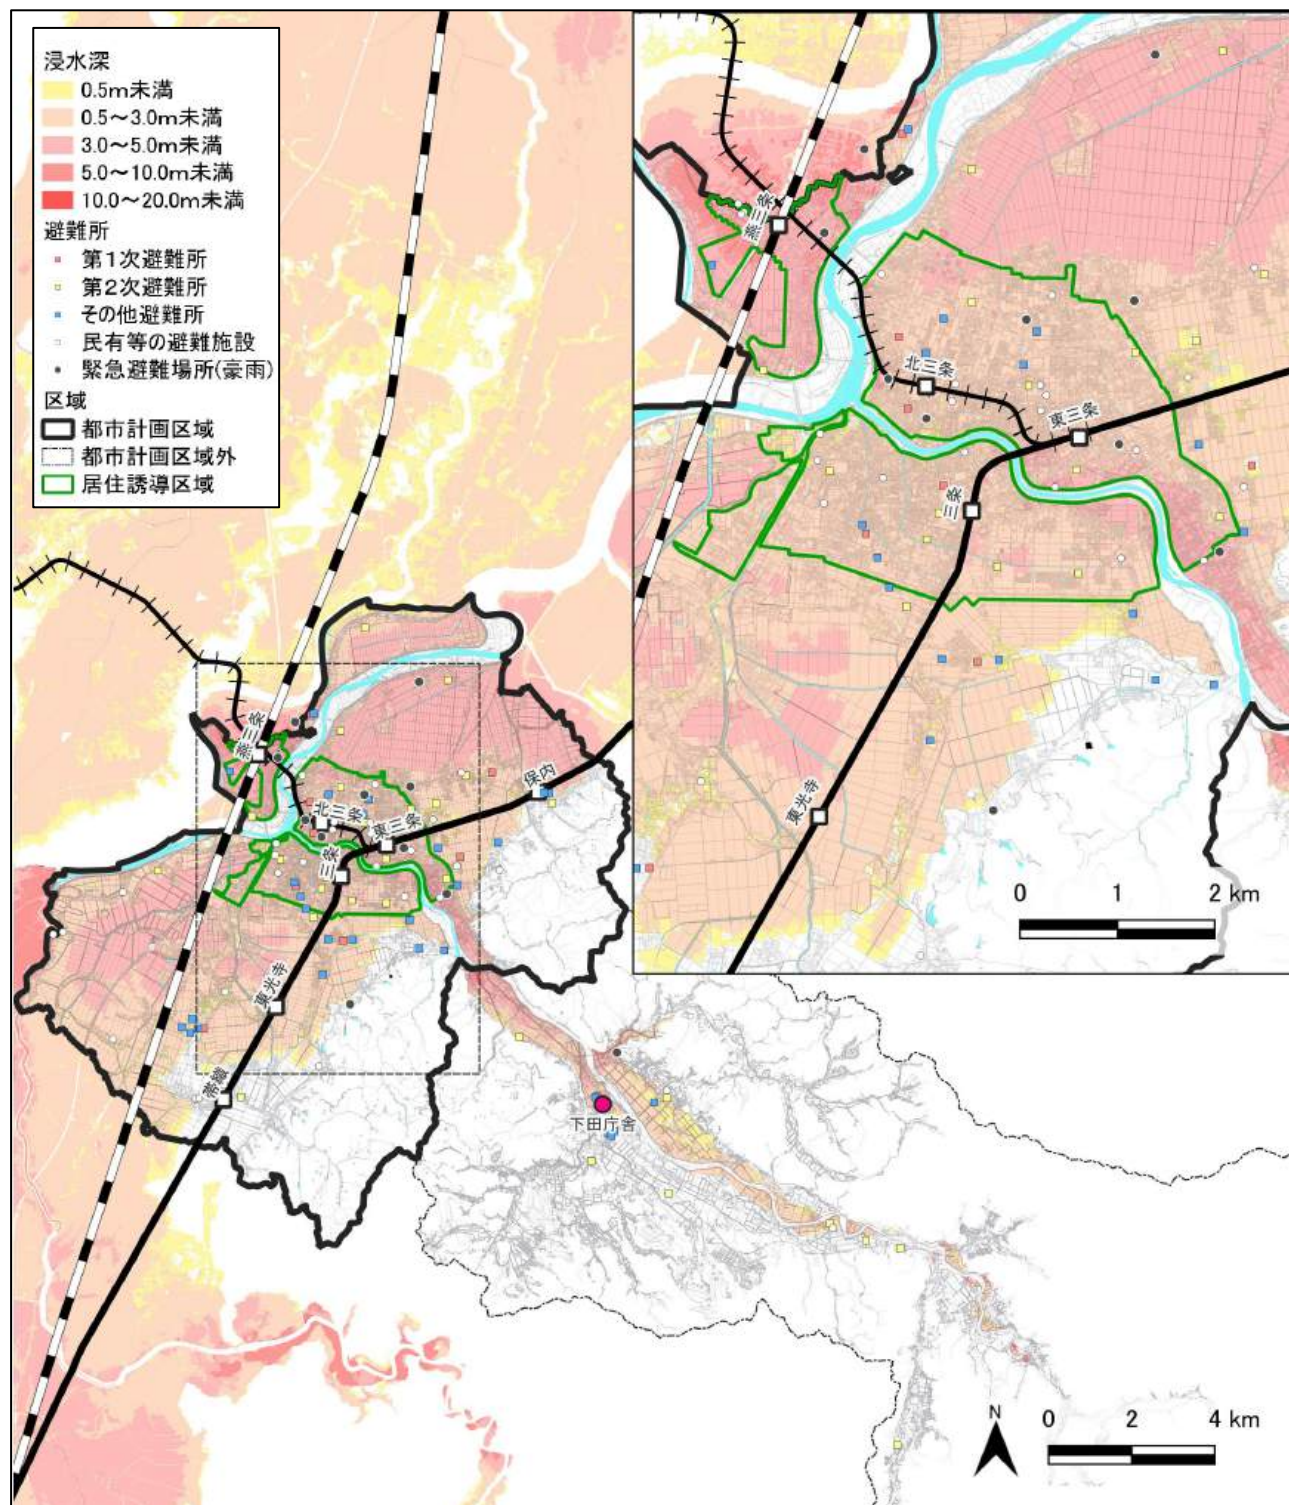 浸水深
0.5m未満
0.5～3.0m未満
3.0～5.0m未満
5.0～10.0m未満
10.0～20.0m未満
避難所
第1次避難所
第2次避難所
その他避難所
民有等の避難施設
緊急避難場所(豪雨)
区域
都市計画区域
都市計画区域外
居住誘導区域
燕三条
北三条
東三条
三条
東光寺
0 1 2 km
燕三条
保内
北三条
東三条
三条
東光寺
帯織
下田庁舎
N
0 2 4 km